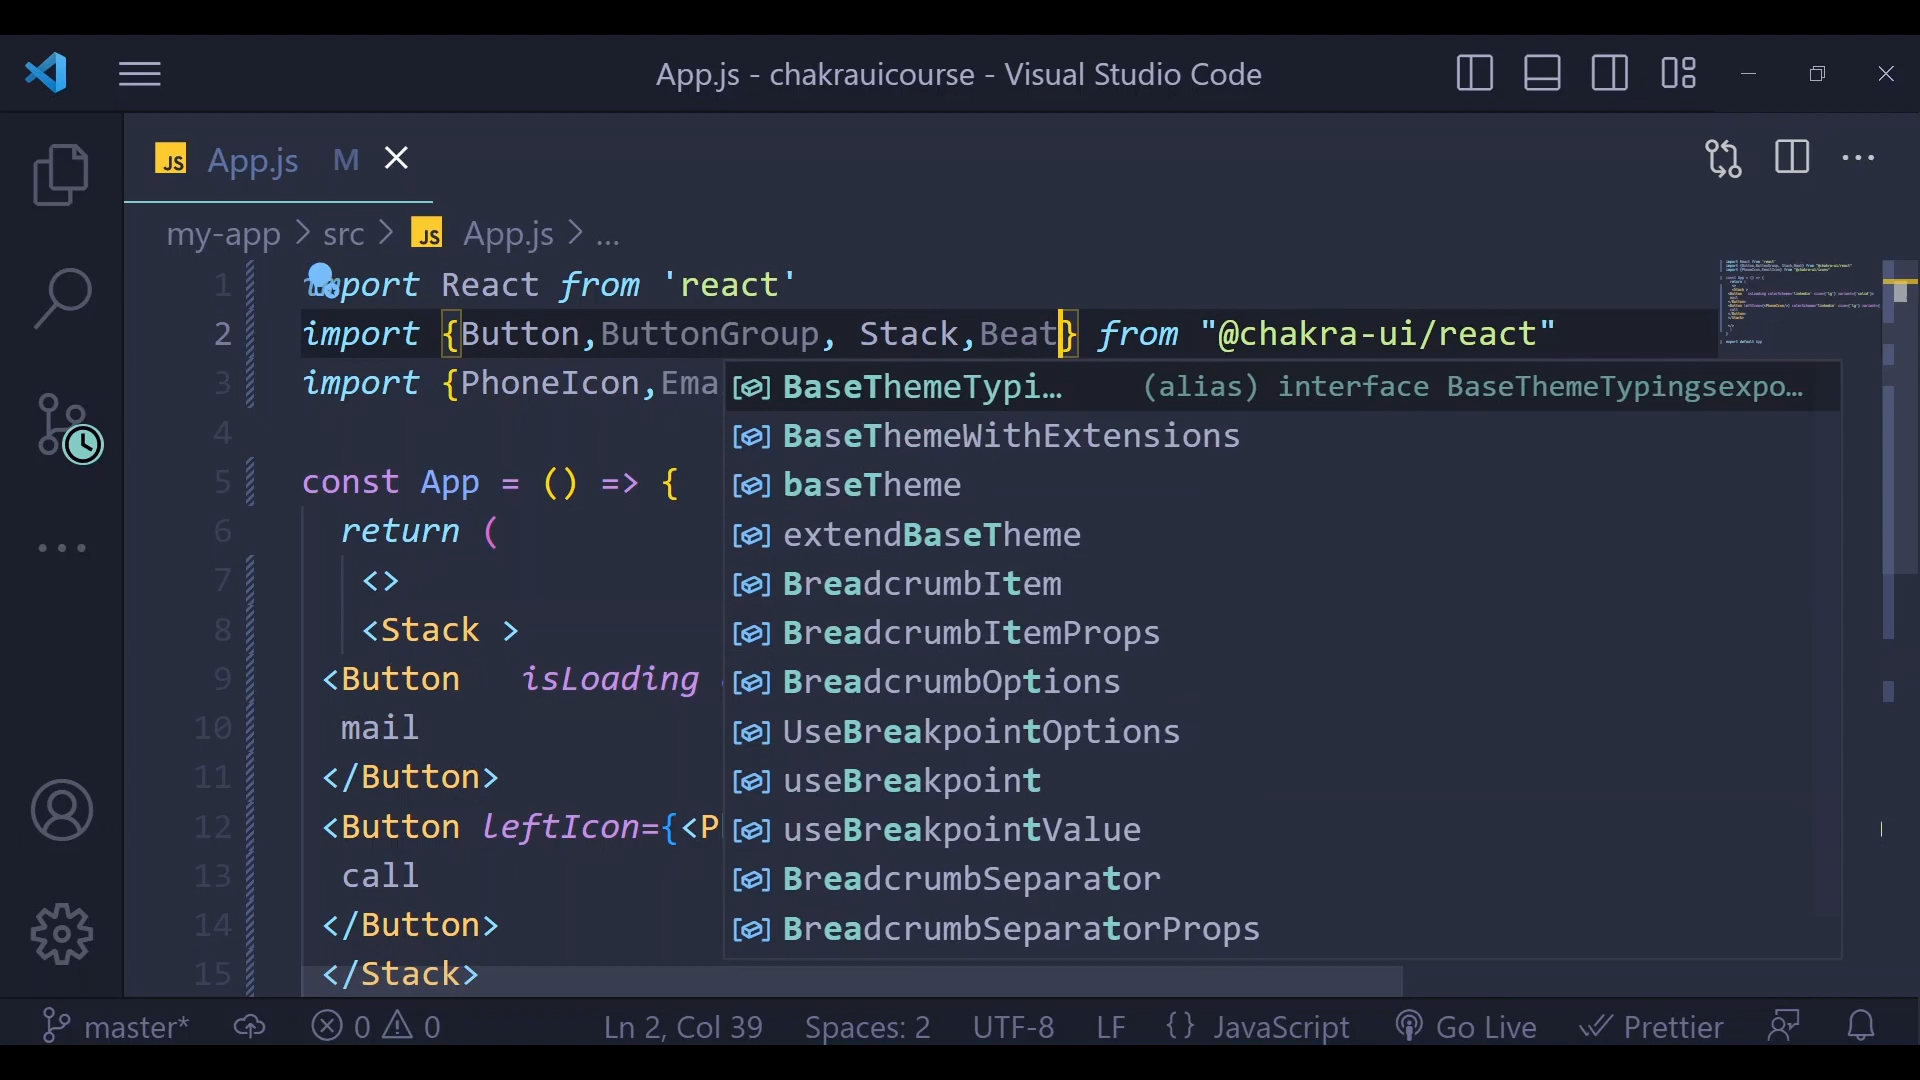 App.js - chakrauicourse - Visual Studio Code
JS App.js M
my-app > src > JS App.js > ...
1 import React from 'react'
2 import {Button,ButtonGroup, Stack,Beat} from "@chakra-ui/react"
3 import {PhoneIcon,Ema
BaseThemeTypi… (alias) interface BaseThemeTypingsexpo…
4
BaseThemeWithExtensions
5 const App = () => {
baseTheme
6 return (
extendBaseTheme
7 <>
BreadcrumbItem
8 <Stack >
BreadcrumbItemProps
9 <Button isLoading
BreadcrumbOptions
10 mail
UseBreakpointOptions
11 </Button>
useBreakpoint
12 <Button leftIcon={<P
useBreakpointValue
13 call
BreadcrumbSeparator
14 </Button>
BreadcrumbSeparatorProps
15 </Stack>
master* 0 0 Ln 2, Col 39 Spaces: 2 UTF-8 LF {} JavaScript Go Live Prettier